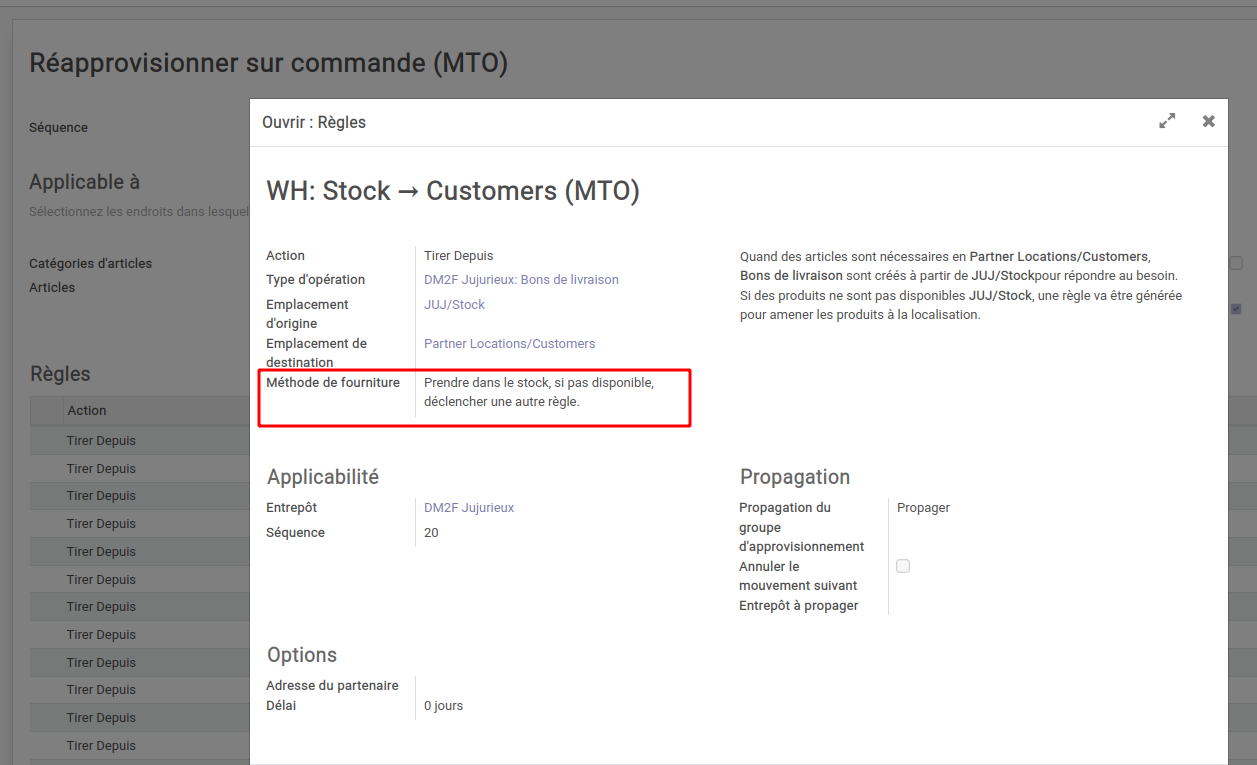 Réapprovisionner sur commande (MTO)
Séquence
Applicable à
Sélectionnez les endroits dans lesquel
Catégories d'articles
Articles
Règles
Action
Tirer Depuis
Tirer Depuis
Tirer Depuis
Tirer Depuis
Tirer Depuis
Tirer Depuis
Tirer Depuis
Tirer Depuis
Tirer Depuis
Tirer Depuis
Tirer Depuis
Tirer Depuis
Ouvrir : Règles
WH: Stock → Customers (MTO)
Action Tirer Depuis
Type d'opération DM2F Jujurieux: Bons de livraison
Emplacement d'origine JUJ/Stock
Emplacement de destination Partner Locations/Customers
Méthode de fourniture Prendre dans le stock, si pas disponible,
déclencher une autre règle.
Quand des articles sont nécessaires en Partner Locations/Customers,
Bons de livraison sont créés à partir de JUJ/Stockpour répondre au besoin.
Si des produits ne sont pas disponibles JUJ/Stock, une règle va être générée
pour amener les produits à la localisation.
Applicabilité
Entrepôt DM2F Jujurieux
Séquence 20
Propagation
Propagation du Propager
groupe
d'approvisionnement
Annuler le
mouvement suivant
Entrepôt à propager
Options
Adresse du partenaire
Délai 0 jours